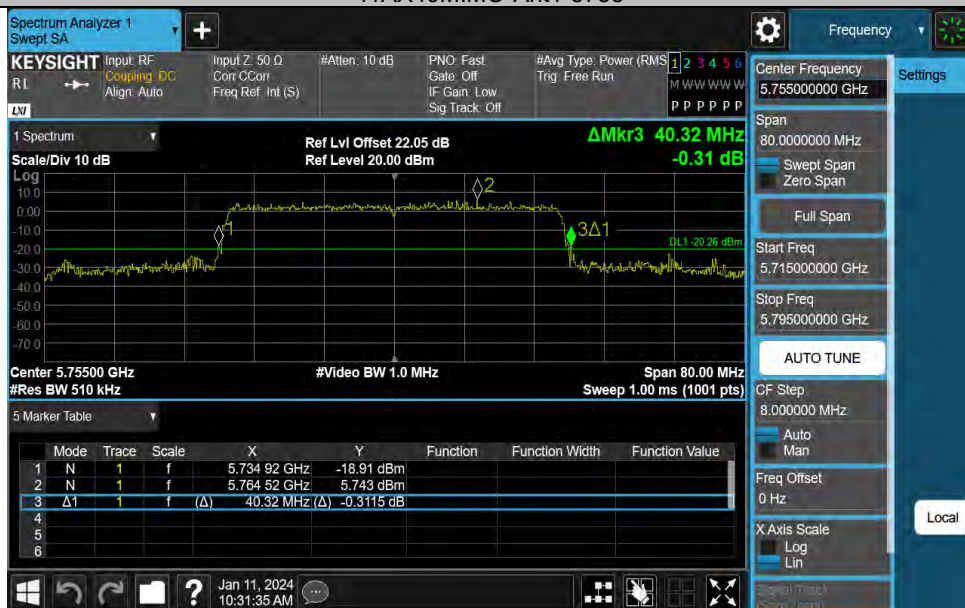 Spectrum Analyzer 1
Swept SA
Frequency
KEYSIGHT
RL
LXI
Input: RF
Coupling: DC
Align: Auto
Input Z: 50 Ω
Corr CCorr
Freq Ref: Int (S)
#Atten: 10 dB
PNO: Fast
Gate: Off
IF Gain: Low
Sig Track: Off
#Avg Type: Power (RMS
Trig: Free Run
1 2 3 4 5 6
M W W W W W
P P P P P P
Center Frequency
5.755000000 GHz
Settings
Span
80.0000000 MHz
Swept Span
Zero Span
Full Span
Start Freq
5.715000000 GHz
Stop Freq
5.795000000 GHz
AUTO TUNE
CF Step
8.000000 MHz
Auto
Man
Freq Offset
0 Hz
X Axis Scale
Log
Lin
Local
1 Spectrum
Scale/Div 10 dB
Ref Lvl Offset 22.05 dB
Ref Level 20.00 dBm
ΔMkr3 40.32 MHz
-0.31 dB
Log
10.0
0.00
-10.0
-20.0
-30.0
-40.0
-50.0
-60.0
-70.0
1
2
3Δ1
DL1 -20.26 dBm
Center 5.75500 GHz
#Res BW 510 kHz
#Video BW 1.0 MHz
Span 80.00 MHz
Sweep 1.00 ms (1001 pts)
5 Marker Table
Mode Trace Scale X Y Function Function Width Function Value
1 N 1 f 5.734 92 GHz -18.91 dBm
2 N 1 f 5.764 52 GHz 5.743 dBm
3 Δ1 1 f (Δ) 40.32 MHz (Δ) -0.3115 dB
4
5
6
?
Jan 11, 2024
10:31:35 AM